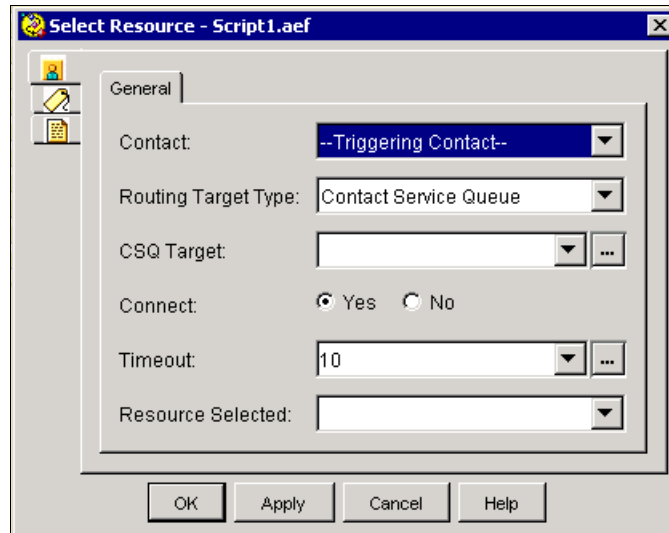 Select Resource - Script1.aef
General
Contact: --Triggering Contact--
Routing Target Type: Contact Service Queue
CSQ Target: ...
Connect: Yes No
Timeout: 10 ...
Resource Selected:
OK Apply Cancel Help